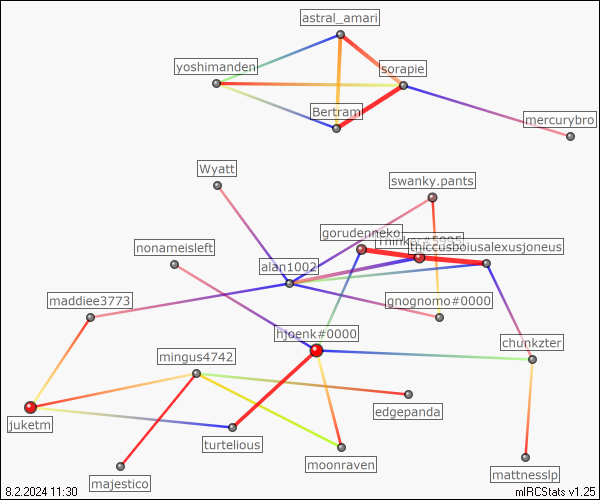 astral_amari
yoshimanden
sorapie
Bertram
mercurybro
Wyatt
swanky.pants
gorudeneko
thiccusboiusalexusjoneus
nonameisleft
alan1002
maddiee3773
gnognomo#0000
hjoenk#0000
mingus4742
chunkzter
edgepanda
juketm
turtelious
moonraven
majestico
mattnesslp
8.2.2024 11:30
mIRCStats v1.25